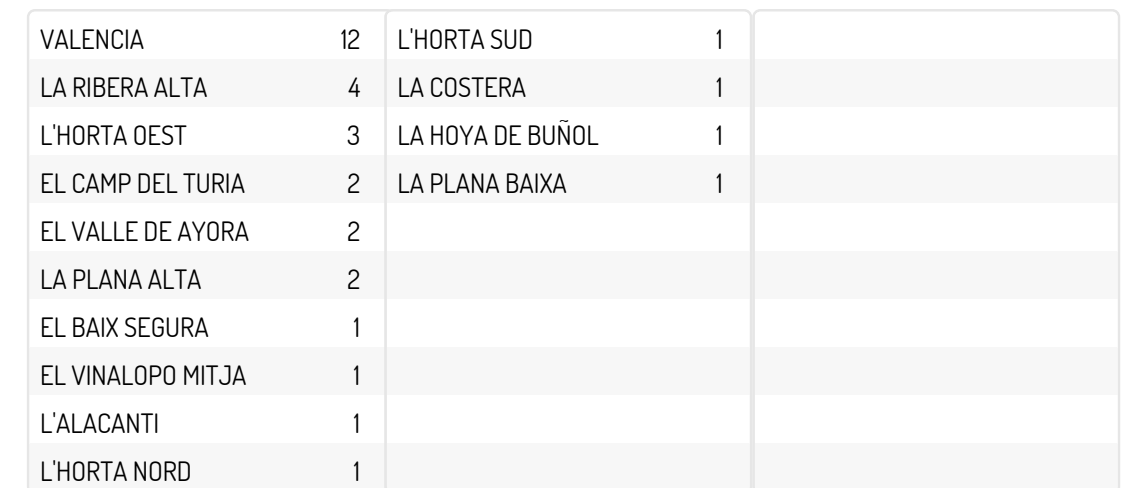 VALENCIA 12
LA RIBERA ALTA 4
L'HORTA OEST 3
EL CAMP DEL TURIA 2
EL VALLE DE AYORA 2
LA PLANA ALTA 2
EL BAIX SEGURA 1
EL VINALOPO MITJA 1
L'ALACANTI 1
L'HORTA NORD 1
L'HORTA SUD 1
LA COSTERA 1
LA HOYA DE BUÑOL 1
LA PLANA BAIXA 1